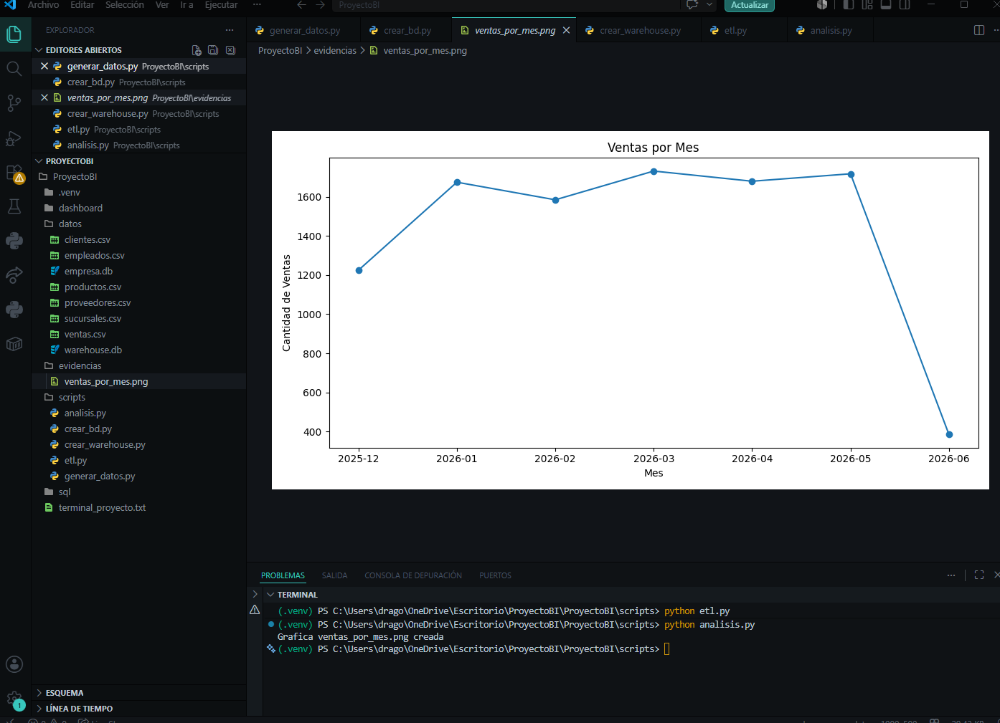 Archivo Editar Selección Ver Ir a Ejecutar ··· ProyectoBI Actualizar
EXPLORADOR
EDITORES ABIERTOS
generar_datos.py ProyectoBI\scripts
crear_bd.py ProyectoBI\scripts
ventas_por_mes.png ProyectoBI\evidencias
crear_warehouse.py ProyectoBI\scripts
etl.py ProyectoBI\scripts
analisis.py ProyectoBI\scripts
PROYECTOBI
ProyectoBI
.venv
dashboard
datos
clientes.csv
empleados.csv
empresa.db
productos.csv
proveedores.csv
sucursales.csv
ventas.csv
warehouse.db
evidencias
ventas_por_mes.png
scripts
analisis.py
crear_bd.py
crear_warehouse.py
etl.py
generar_datos.py
sql
terminal_proyecto.txt
ESQUEMA
LÍNEA DE TIEMPO
1
generar_datos.py crear_bd.py ventas_por_mes.png crear_warehouse.py etl.py analisis.py
ProyectoBI > evidencias > ventas_por_mes.png
Ventas por Mes
Cantidad de Ventas
1600
1400
1200
1000
800
600
400
2025-12 2026-01 2026-02 2026-03 2026-04 2026-05 2026-06
Mes
PROBLEMAS SALIDA CONSOLA DE DEPURACIÓN PUERTOS
TERMINAL
(.venv) PS C:\Users\drago\OneDrive\Escritorio\ProyectoBI\ProyectoBI\scripts> python etl.py
(.venv) PS C:\Users\drago\OneDrive\Escritorio\ProyectoBI\ProyectoBI\scripts> python analisis.py
Grafica ventas_por_mes.png creada
(.venv) PS C:\Users\drago\OneDrive\Escritorio\ProyectoBI\ProyectoBI\scripts>